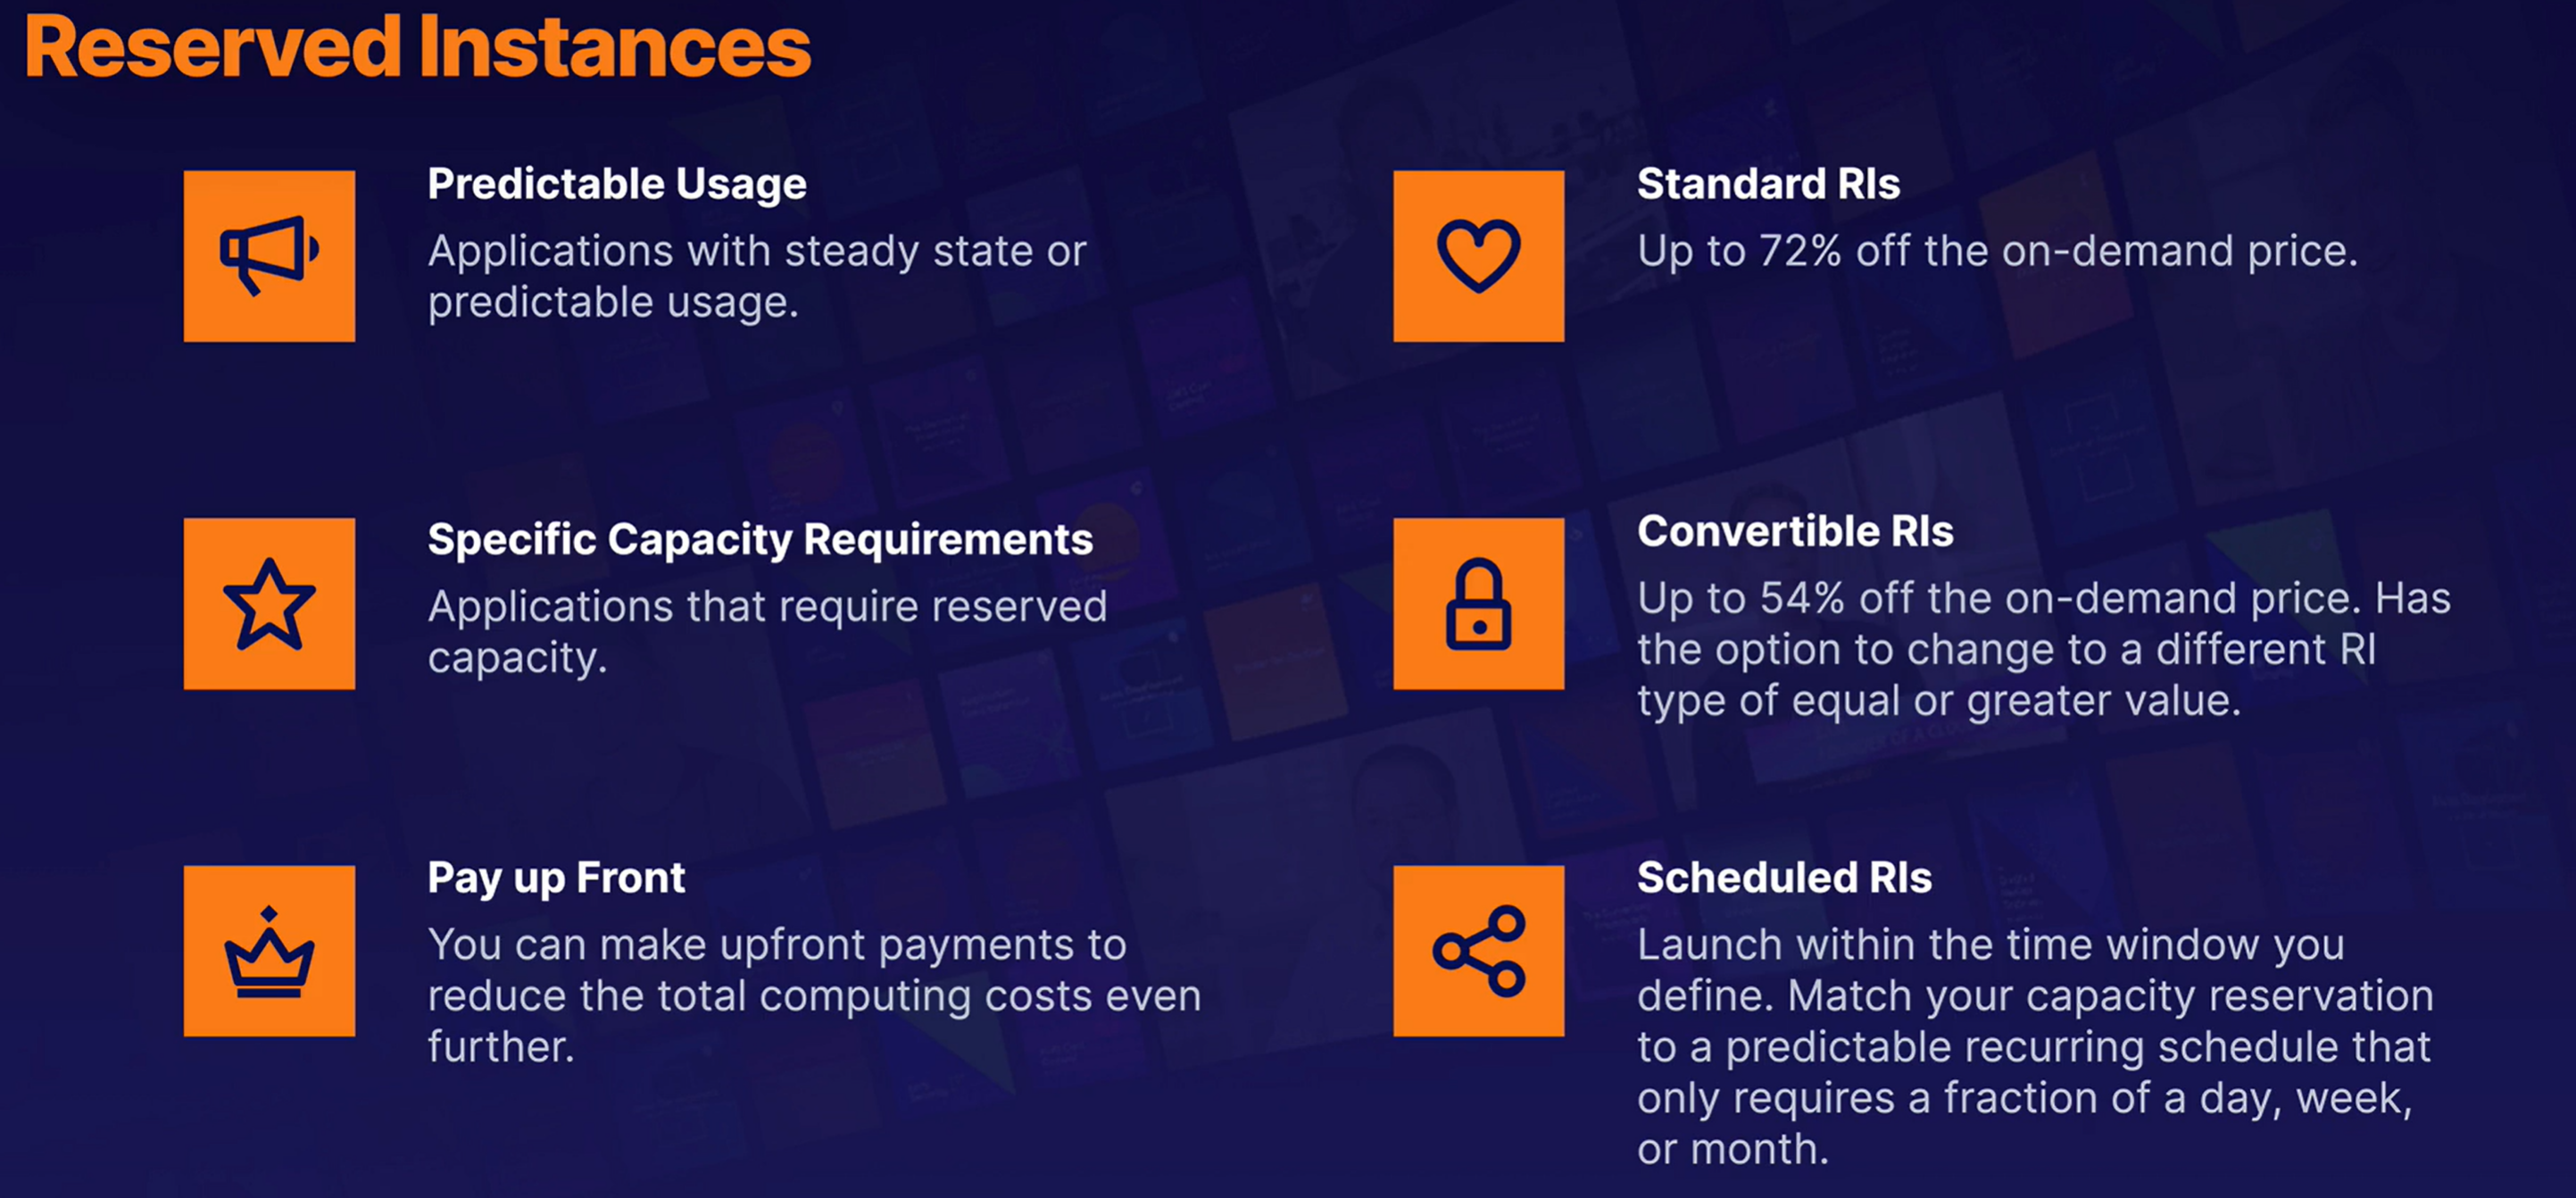 Reserved Instances
Predictable Usage
Applications with steady state or
predictable usage.
Specific Capacity Requirements
Applications that require reserved
capacity.
Pay up Front
You can make upfront payments to
reduce the total computing costs even
further.
Standard RIs
Up to 72% off the on-demand price.
Convertible RIs
Up to 54% off the on-demand price. Has
the option to change to a different RI
type of equal or greater value.
Scheduled RIs
Launch within the time window you
define. Match your capacity reservation
to a predictable recurring schedule that
only requires a fraction of a day, week,
or month.